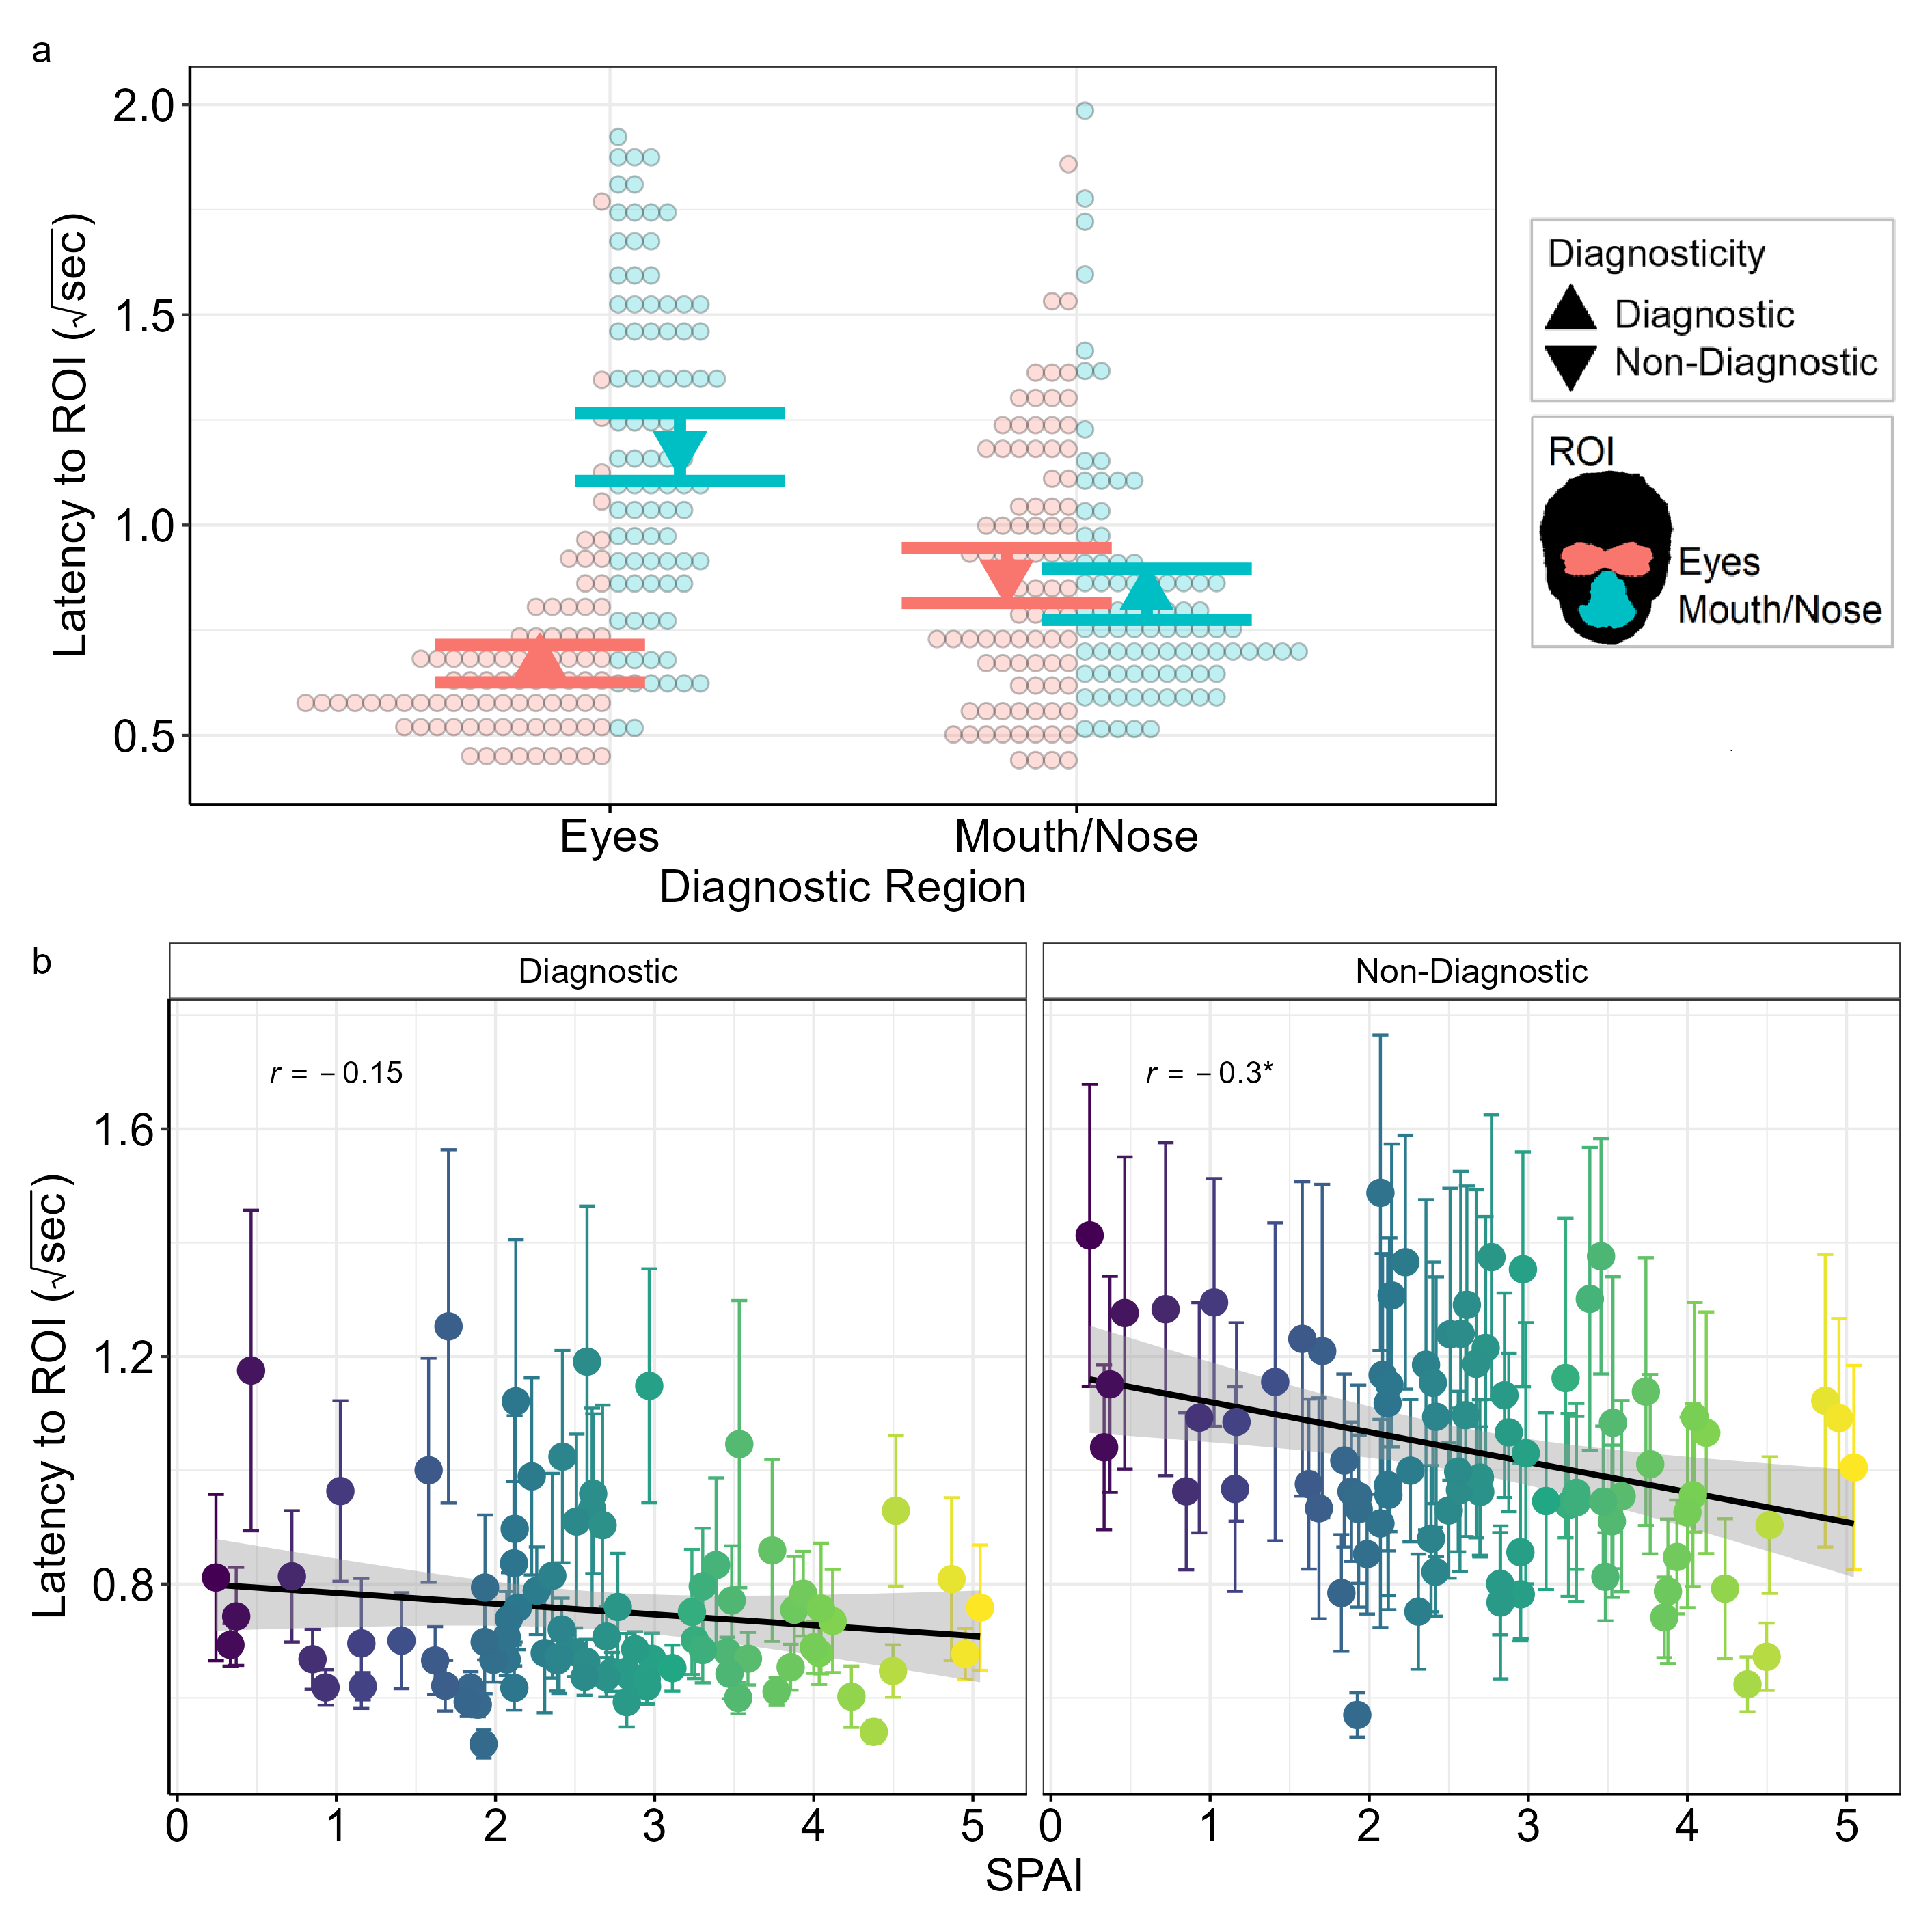 a
Latency to ROI (√sec)
2.0
1.5
1.0
0.5
Eyes
Mouth/Nose
Diagnostic Region
Diagnosticity
Diagnostic
Non-Diagnostic
ROI
Eyes
Mouth/Nose
b
Diagnostic
Non-Diagnostic
r = − 0.15
r = − 0.3*
Latency to ROI (√sec)
1.6
1.2
0.8
0 1 2 3 4 5
0 1 2 3 4 5
SPAI